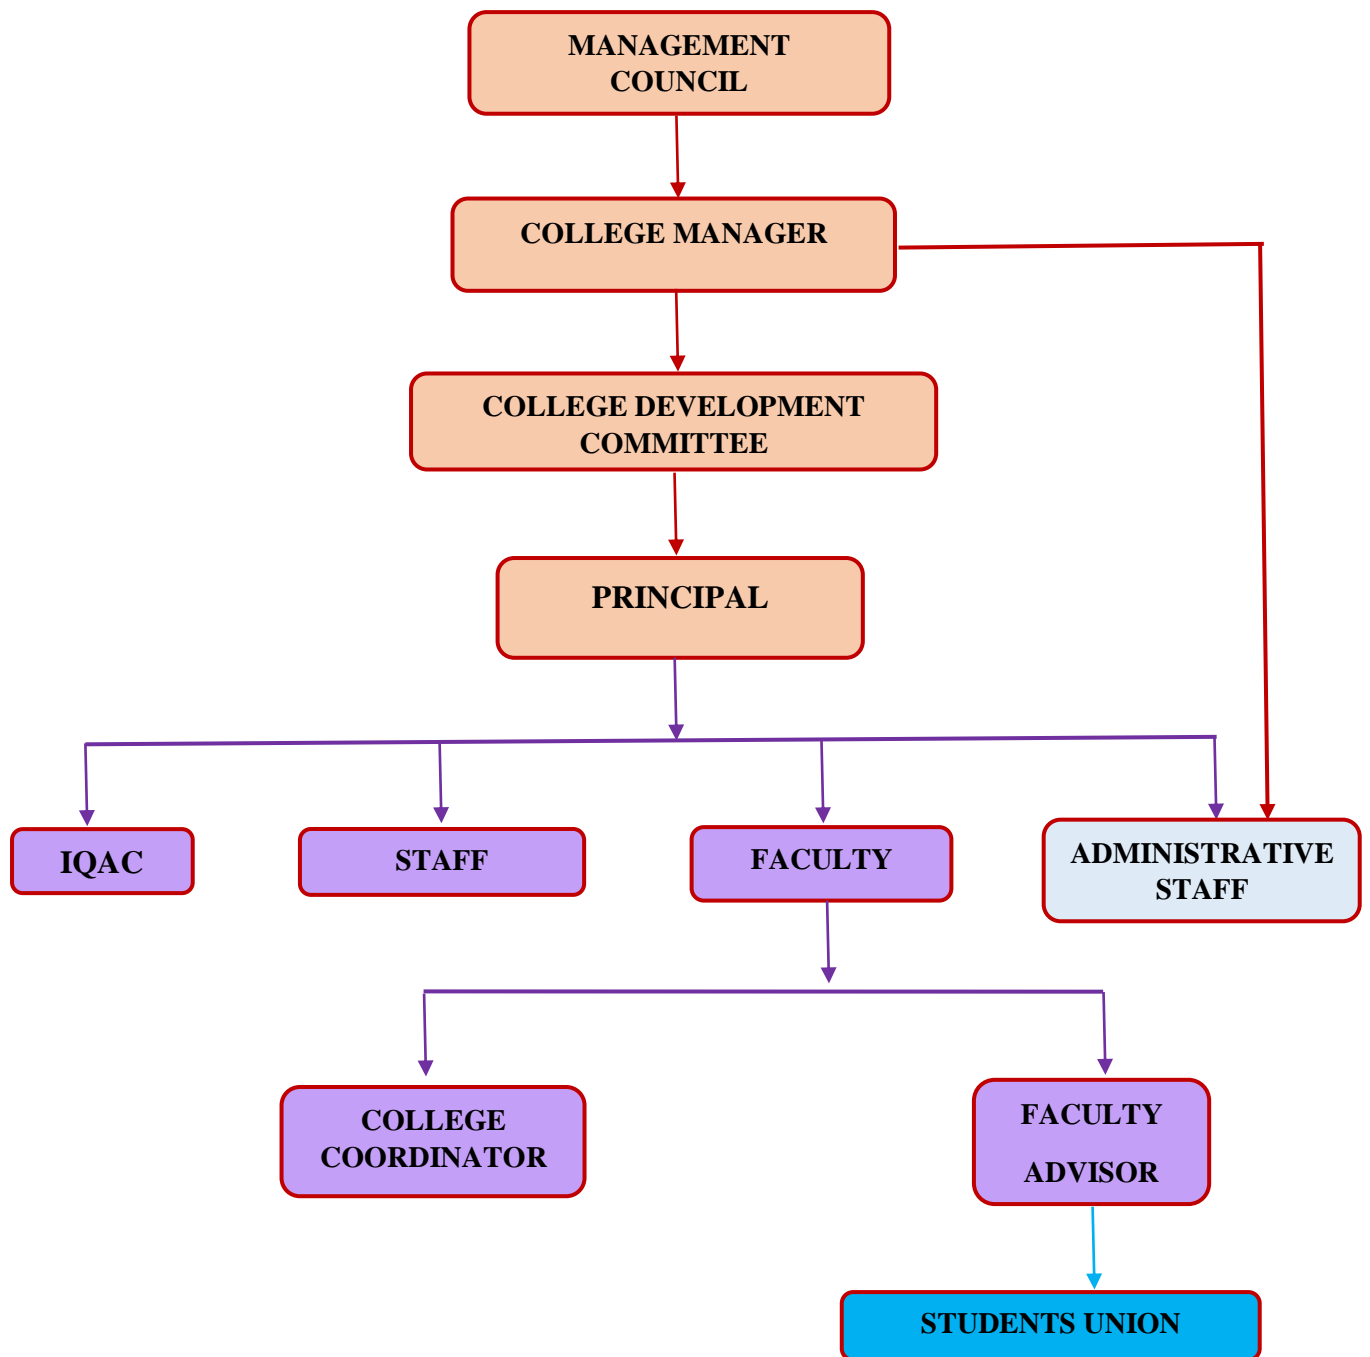 MANAGEMENT
COUNCIL
COLLEGE MANAGER
COLLEGE DEVELOPMENT
COMMITTEE
PRINCIPAL
IQAC
STAFF
FACULTY
ADMINISTRATIVE
STAFF
COLLEGE
COORDINATOR
FACULTY
ADVISOR
STUDENTS UNION